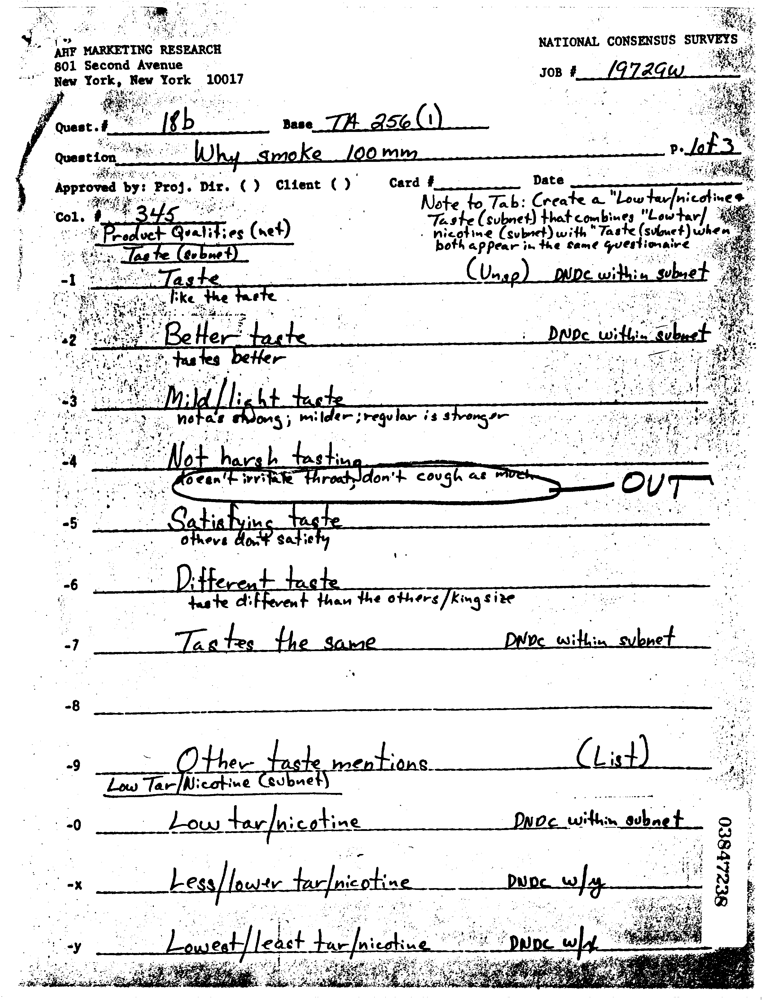 ARF MARKETING RESEARCH
801 Second Avenue
New York, New York 10017
NATIONAL CONSENSUS SURVEYS
JOB # 19729W
Quest.# 18b Base TA 256 (1)
Question Why smoke 100mm P. 1of3
Approved by: Proj. Dir. ( ) Client ( ) Card # Date
Note to Tab: Create a "Low tar/nicotine &
Taste (subnet) that combines "Low tar/
nicotine (subnet) with "Taste (subnet) when
both appear in the same questionaire
Col. # 345
Product Qualities (net)
Taste (subnet)
-1 Taste (Unsp) DNDC within subnet
like the taste
-2 Better taste DNDC within subnet
tastes better
-3 Mild/light taste
not as strong; milder; regular is stronger
-4 Not harsh tasting
doesn't irritate throat, don't cough as much OUT
-5 Satisfying taste
others don't satisfy
-6 Different taste
taste different than the others/king size
-7 Tastes the same DNDC within subnet
-8
-9 Other taste mentions (List)
Low Tar/Nicotine (subnet)
-0 Low tar/nicotine DNDC within subnet
-x Less/lower tar/nicotine DNDC w/y
-y Lowest/least tar/nicotine DNDC w/x
03847238